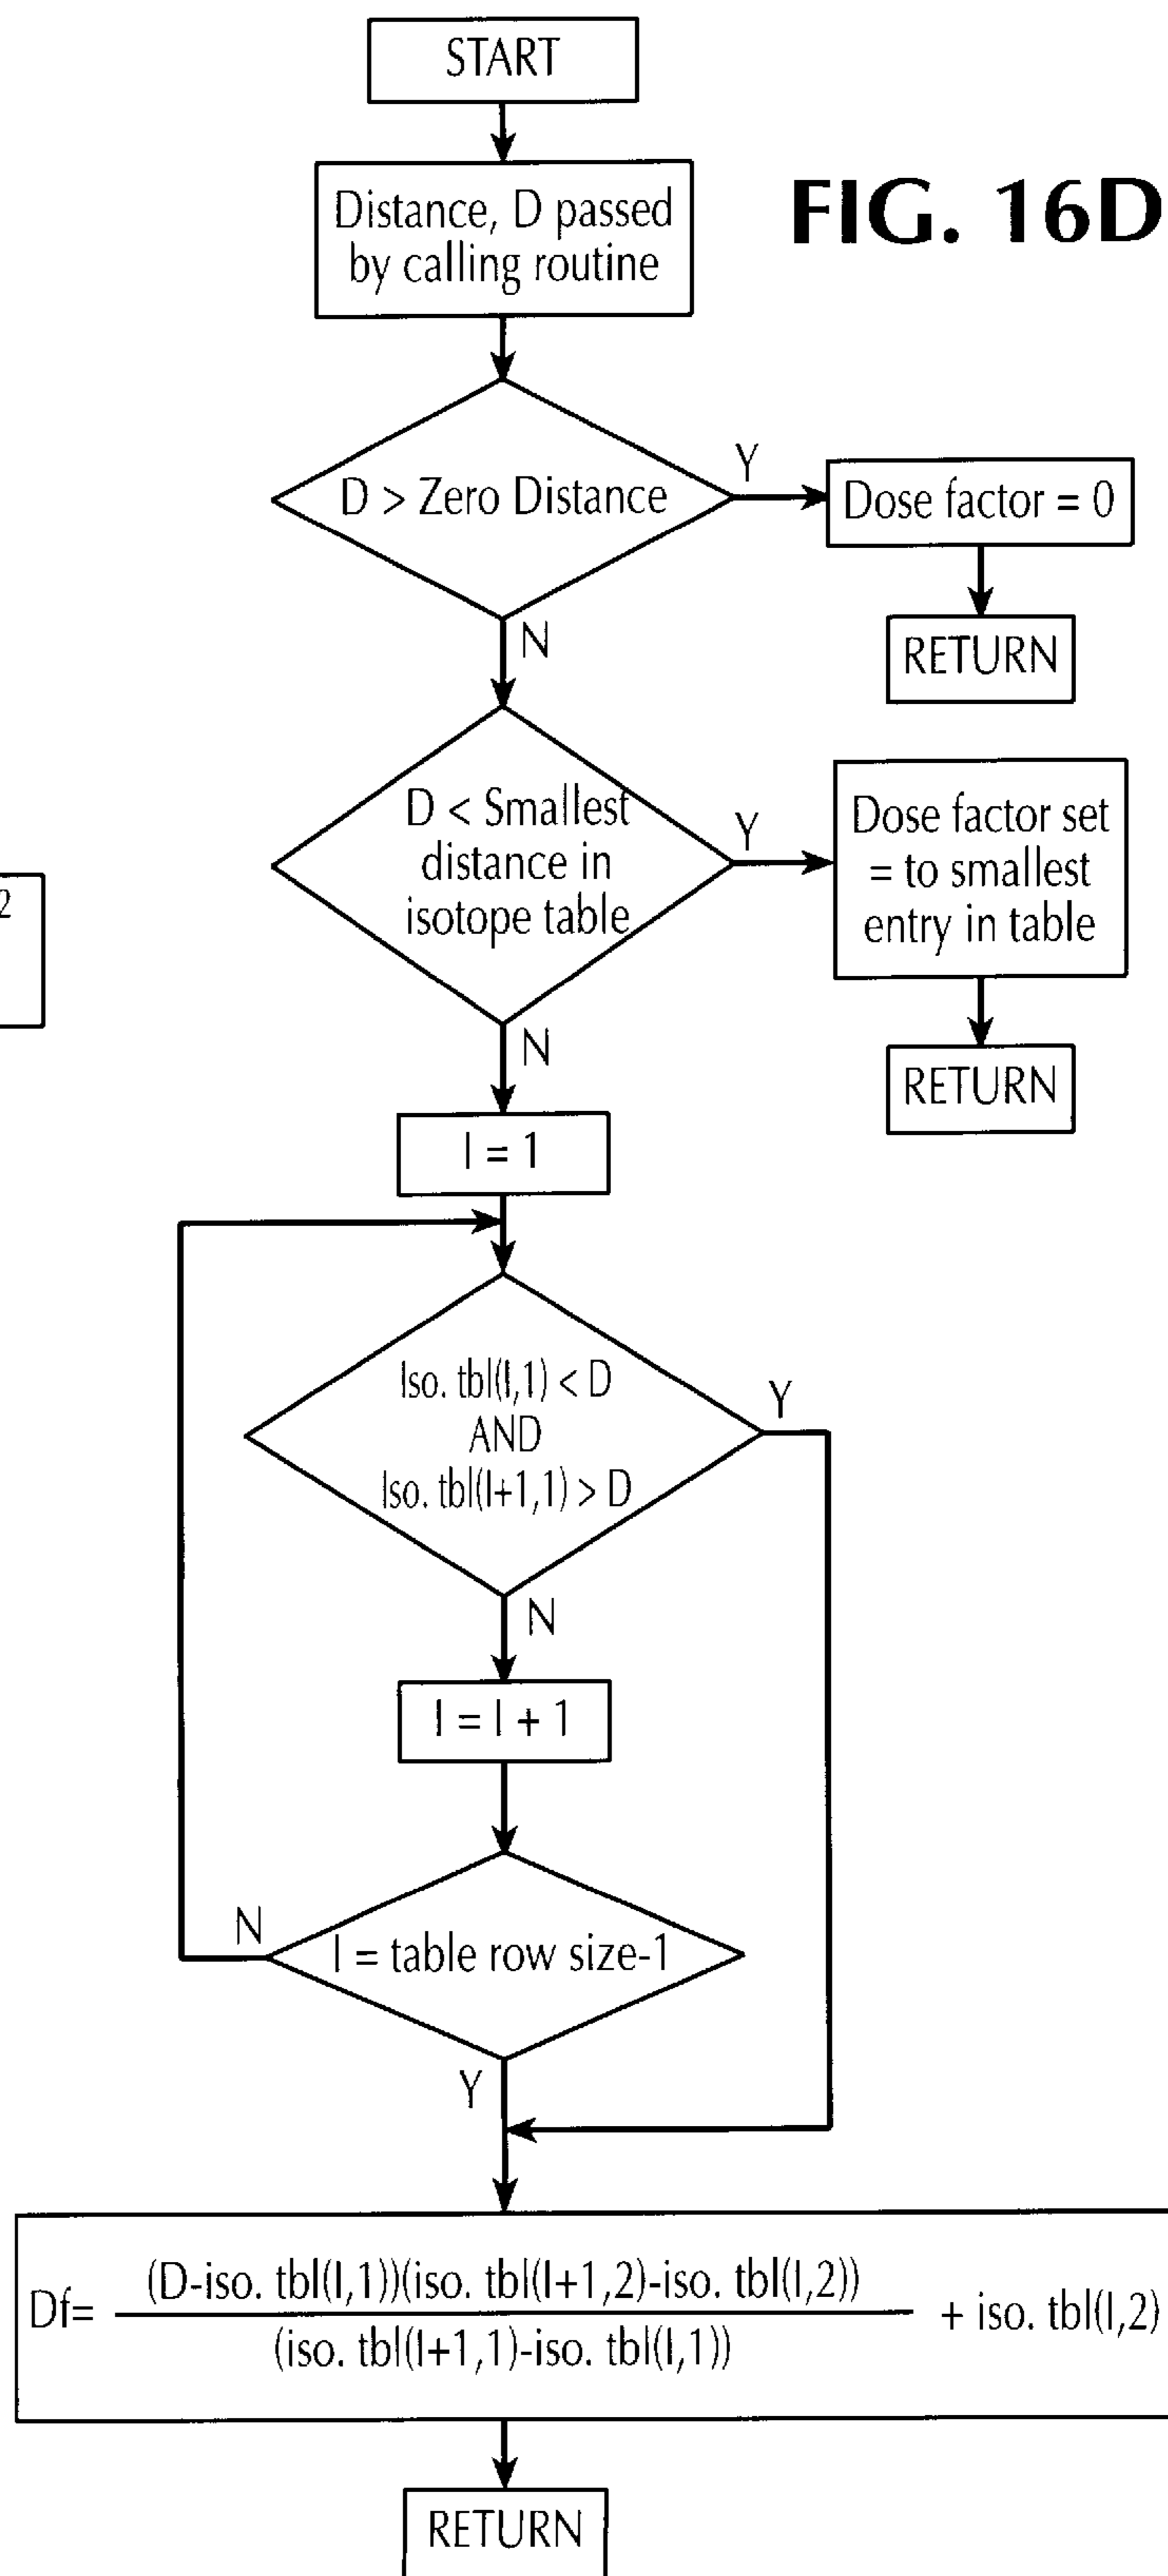 START
Distance, D passed
by calling routine
FIG. 16D
D > Zero Distance
Y
Dose factor = 0
N
RETURN
D < Smallest
distance in
isotope table
Y
Dose factor set
= to smallest
entry in table
2
N
RETURN
I = 1
Iso. tbl(I,1) < D
AND
Iso. tbl(I+1,1) > D
Y
N
I = I + 1
N
I = table row size-1
Y
Df= (D-iso. tbl(I,1))(iso. tbl(I+1,2)-iso. tbl(I,2)) + iso. tbl(I,2)
(iso. tbl(I+1,1)-iso. tbl(I,1))
RETURN